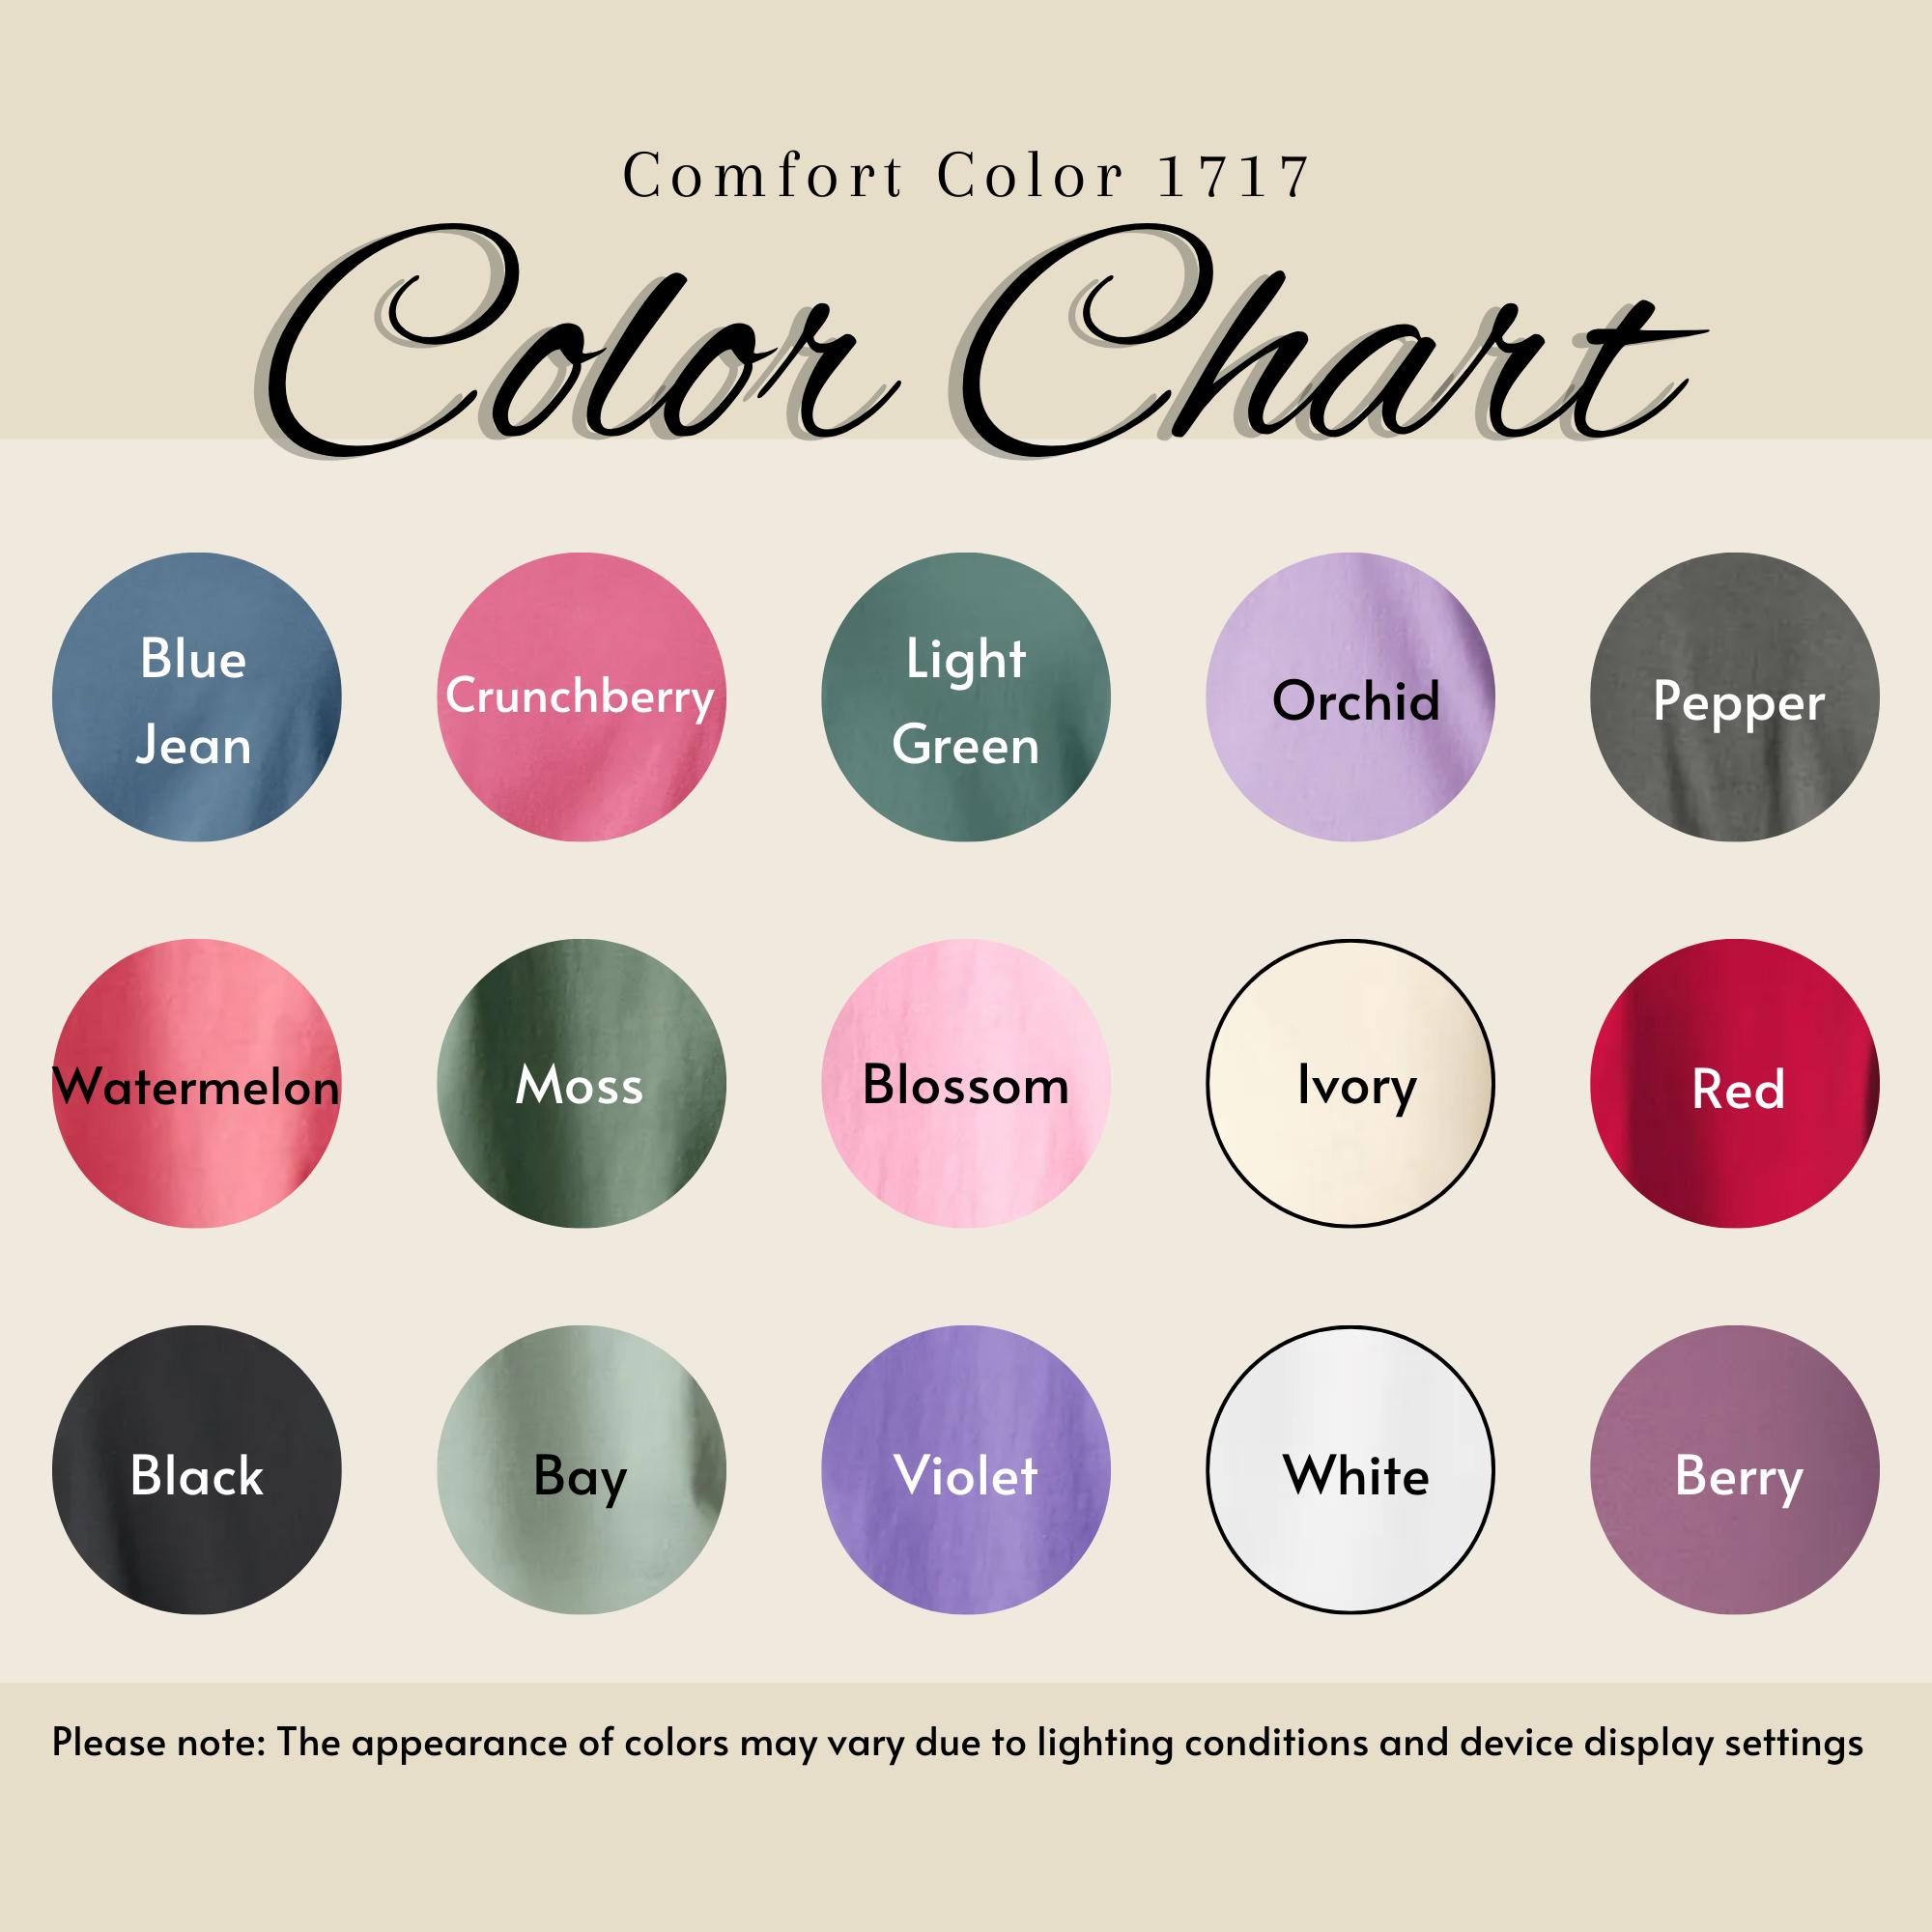 Comfort Color 1717
Color Chart
Blue
Jean
Crunchberry
Light
Green
Orchid
Pepper
Watermelon
Moss
Blossom
Ivory
Red
Black
Bay
Violet
White
Berry
Please note: The appearance of colors may vary due to lighting conditions and device display settings